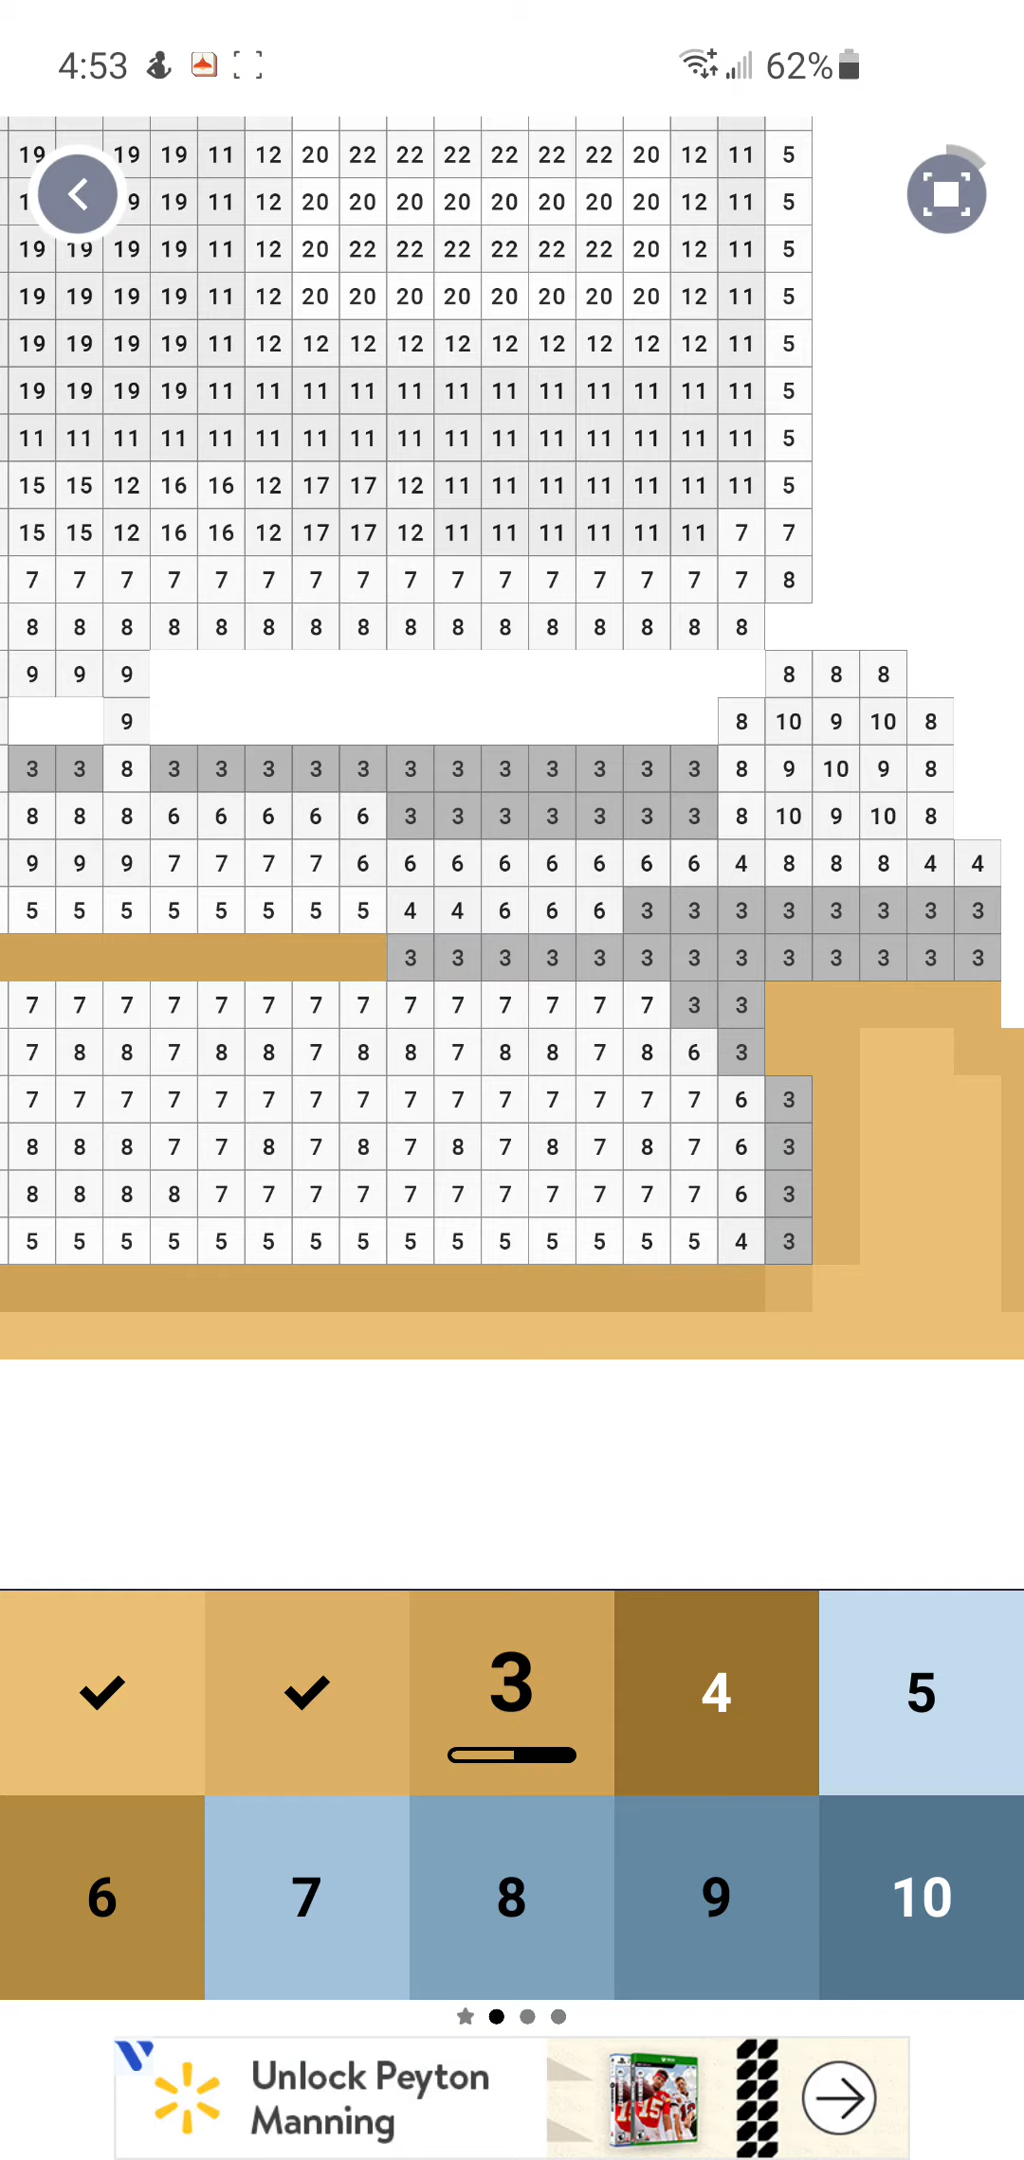 4:53 62%
19 19 19 11 12 20 22 22 22 22 22 22 20 12 11 5
9 19 11 12 20 20 20 20 20 20 20 20 12 11 5
19 19 19 19 11 12 20 22 22 22 22 22 22 20 12 11 5
19 19 19 19 11 12 20 20 20 20 20 20 20 20 12 11 5
19 19 19 19 11 12 12 12 12 12 12 12 12 12 12 11 5
19 19 19 19 11 11 11 11 11 11 11 11 11 11 11 11 5
11 11 11 11 11 11 11 11 11 11 11 11 11 11 11 11 5
15 15 12 16 16 12 17 17 12 11 11 11 11 11 11 11 5
15 15 12 16 16 12 17 17 12 11 11 11 11 11 11 7 7
7 7 7 7 7 7 7 7 7 7 7 7 7 7 7 7 8
8 8 8 8 8 8 8 8 8 8 8 8 8 8 8 8
9 9 9 8 8 8
9 8 10 9 10 8
3 3 8 3 3 3 3 3 3 3 3 3 3 3 3 8 9 10 9 8
8 8 8 6 6 6 6 6 3 3 3 3 3 3 3 8 10 9 10 8
9 9 9 7 7 7 7 6 6 6 6 6 6 6 6 4 8 8 8 4 4
5 5 5 5 5 5 5 5 4 4 6 6 6 3 3 3 3 3 3 3 3
3 3 3 3 3 3 3 3 3 3 3 3 3
7 7 7 7 7 7 7 7 7 7 7 7 7 7 3 3
7 8 8 7 8 8 7 8 8 7 8 8 7 8 6 3
7 7 7 7 7 7 7 7 7 7 7 7 7 7 7 6 3
8 8 8 7 7 8 7 8 7 8 7 8 7 8 7 6 3
8 8 8 8 7 7 7 7 7 7 7 7 7 7 7 6 3
5 5 5 5 5 5 5 5 5 5 5 5 5 5 5 4 3
3 4 5
6 7 8 9 10
Unlock Peyton
Manning